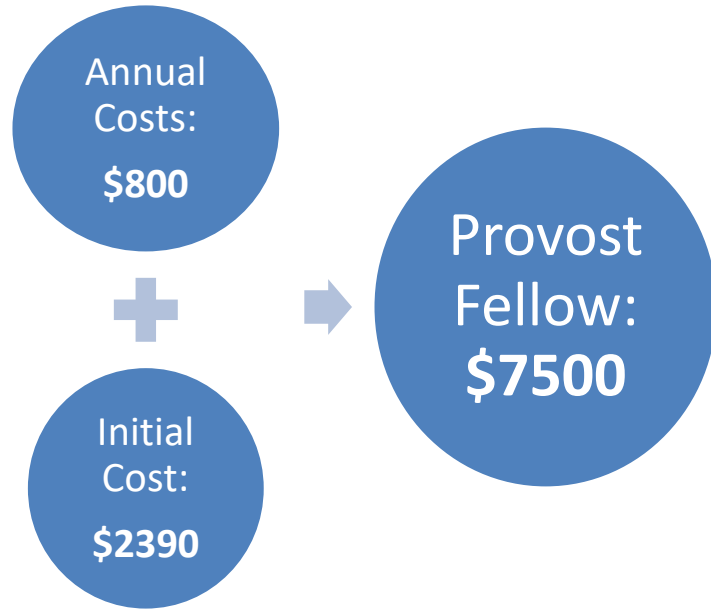 Annual
Costs:
$800
Initial
Cost:
$2390
Provost
Fellow:
$7500